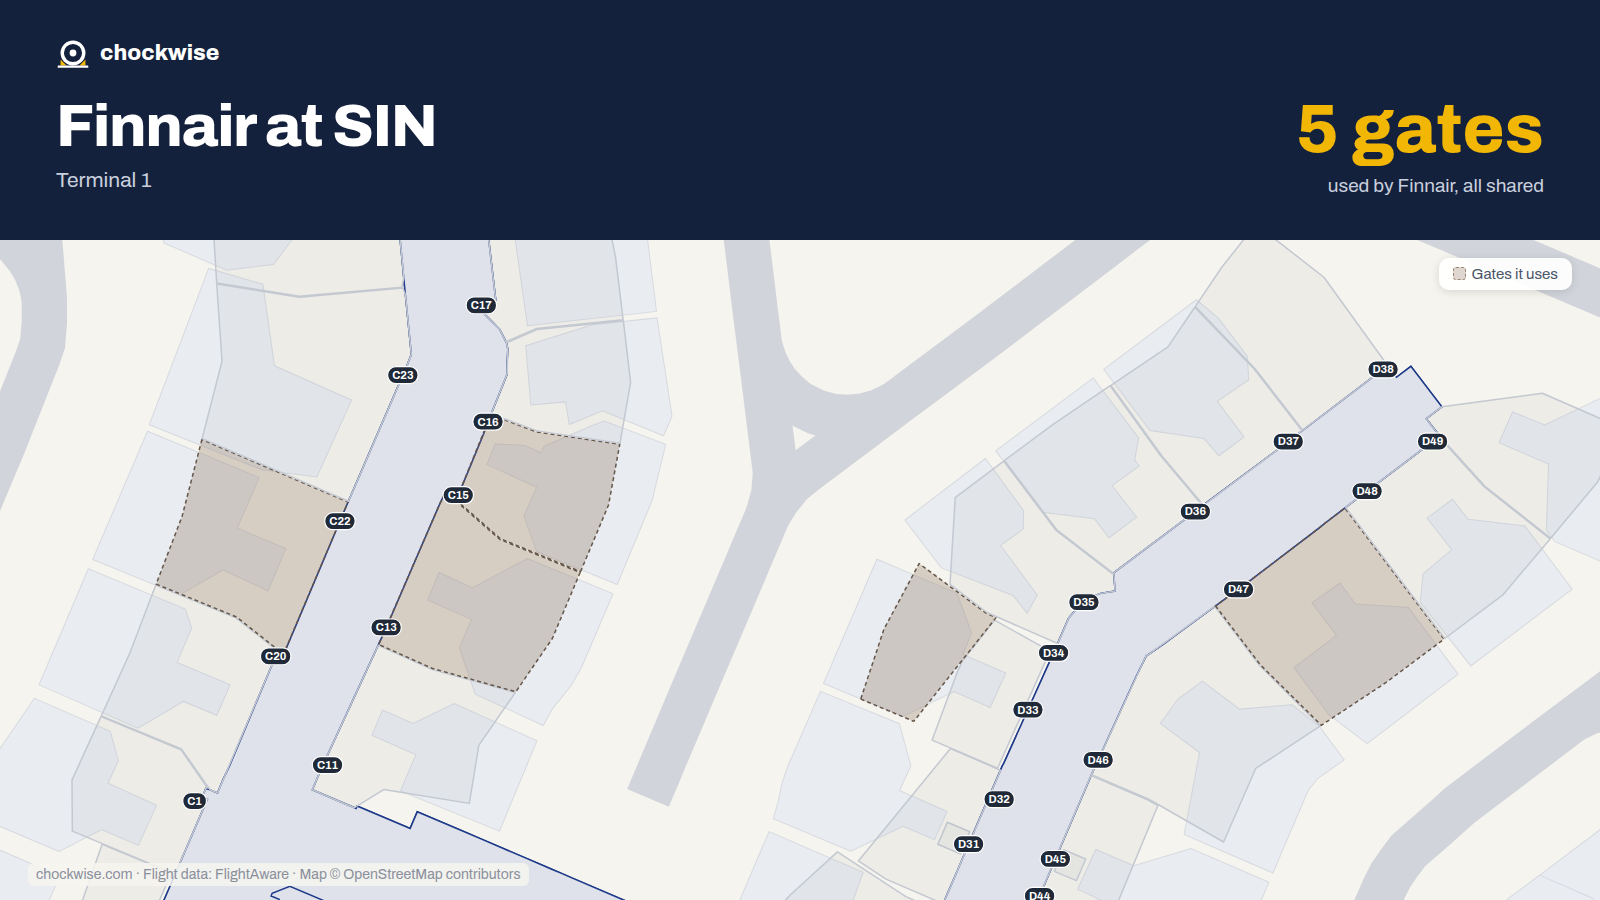 chockwise
Finnair at SIN
Terminal 1
5 gates
used by Finnair, all shared
Gates it uses
C17
C23
C16
C15
C22
C13
C20
C11
C1
D38
D37
D49
D48
D36
D47
D35
D34
D33
D46
D32
D31
D45
D44
chockwise.com · Flight data: FlightAware · Map © OpenStreetMap contributors